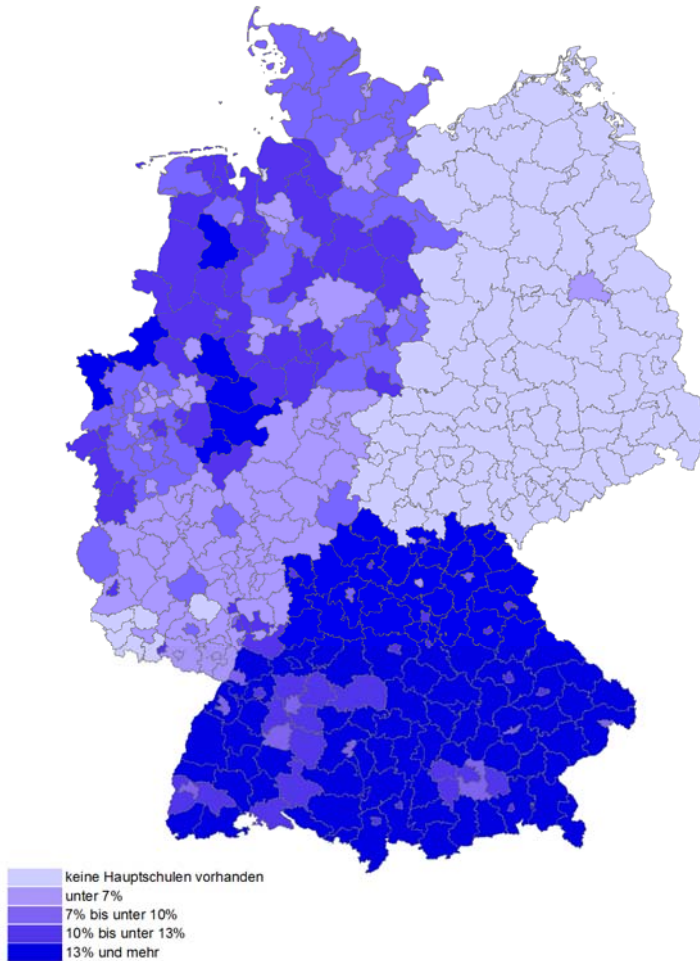 keine Hauptschulen vorhanden
unter 7%
7% bis unter 10%
10% bis unter 13%
13% und mehr